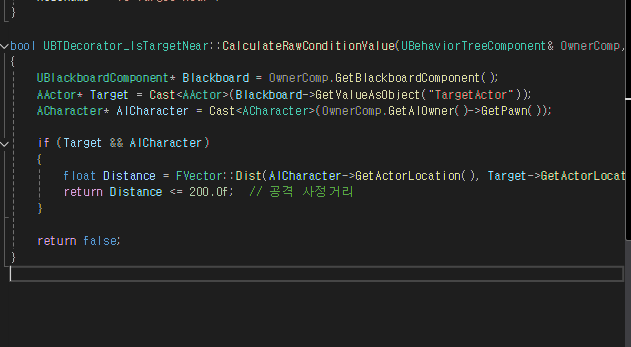 }
bool UBTDecorator_IsTargetNear::CalculateRawConditionValue(UBehaviorTreeComponent& OwnerComp,
{
UBlackboardComponent* Blackboard = OwnerComp.GetBlackboardComponent();
AActor* Target = Cast<AActor>(Blackboard->GetValueAsObject("TargetActor"));
ACharacter* AICharacter = Cast<ACharacter>(OwnerComp.GetAIOwner()->GetPawn());
if (Target && AICharacter)
{
float Distance = FVector::Dist(AICharacter->GetActorLocation(), Target->GetActorLocat
return Distance <= 200.0f; // 공격 사정거리
}
return false;
}